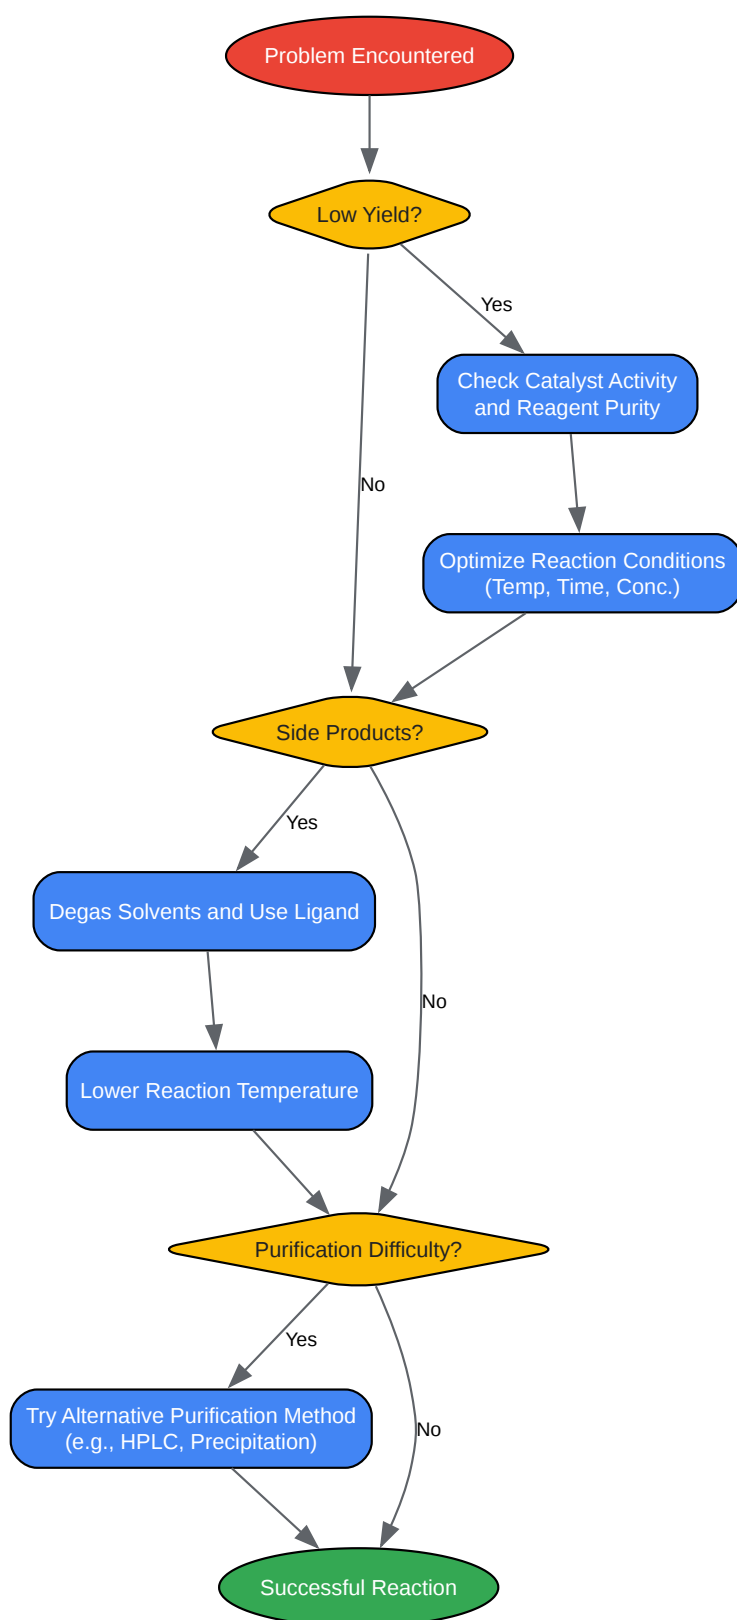 Problem Encountered
Low Yield?
Yes
Check Catalyst Activity
and Reagent Purity
No
Optimize Reaction Conditions
(Temp, Time, Conc.)
Side Products?
Yes
Degas Solvents and Use Ligand
No
Lower Reaction Temperature
Purification Difficulty?
Yes
Try Alternative Purification Method
(e.g., HPLC, Precipitation)
No
Successful Reaction